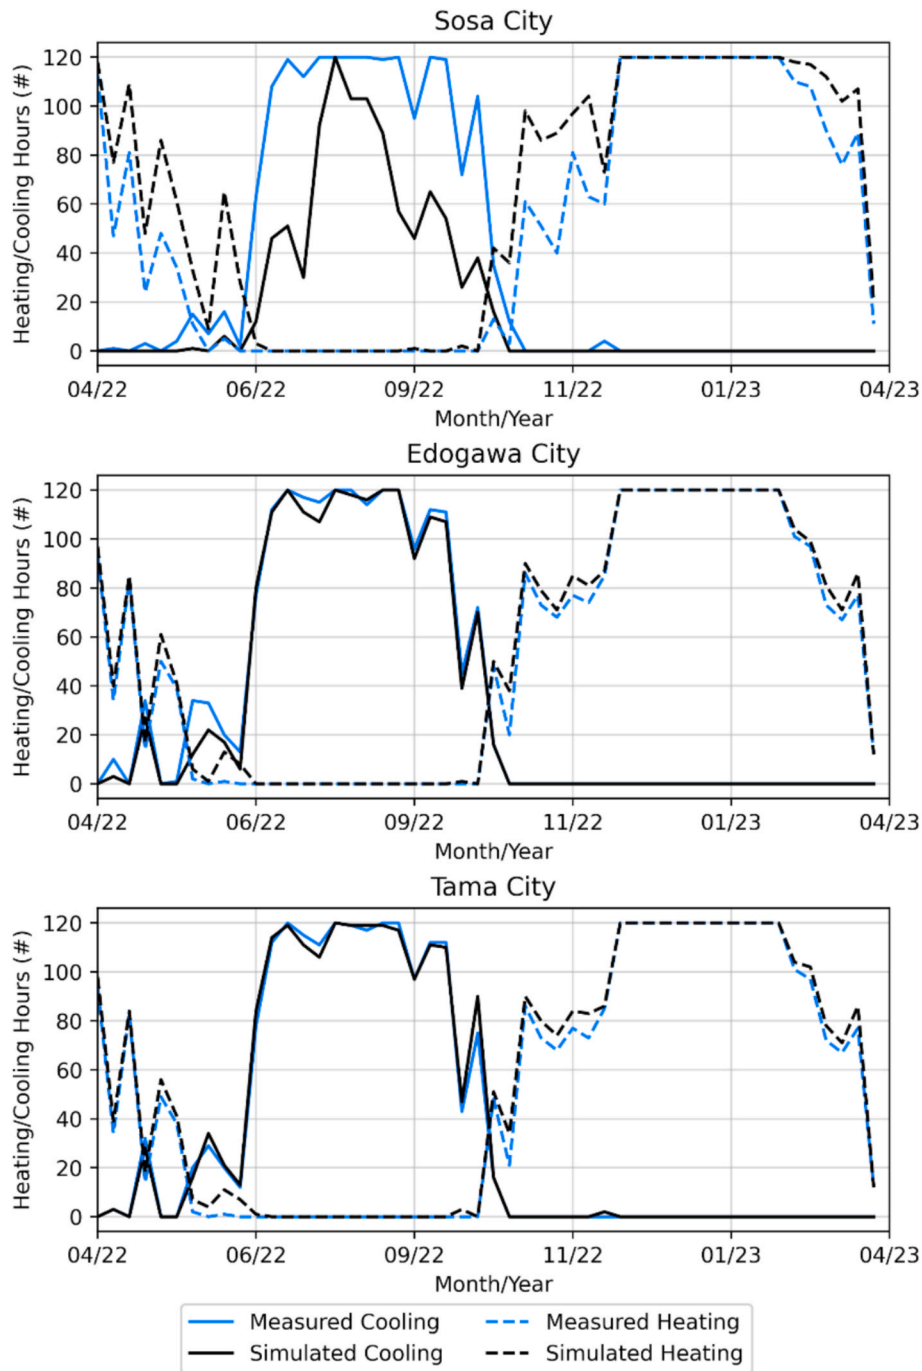 Sosa City
Heating/Cooling Hours (#)
120
100
80
60
40
20
0
04/22 06/22 09/22 11/22 01/23 04/23
Month/Year
Edogawa City
Heating/Cooling Hours (#)
120
100
80
60
40
20
0
04/22 06/22 09/22 11/22 01/23 04/23
Month/Year
Tama City
Heating/Cooling Hours (#)
120
100
80
60
40
20
0
04/22 06/22 09/22 11/22 01/23 04/23
Month/Year
Measured Cooling Measured Heating
Simulated Cooling Simulated Heating